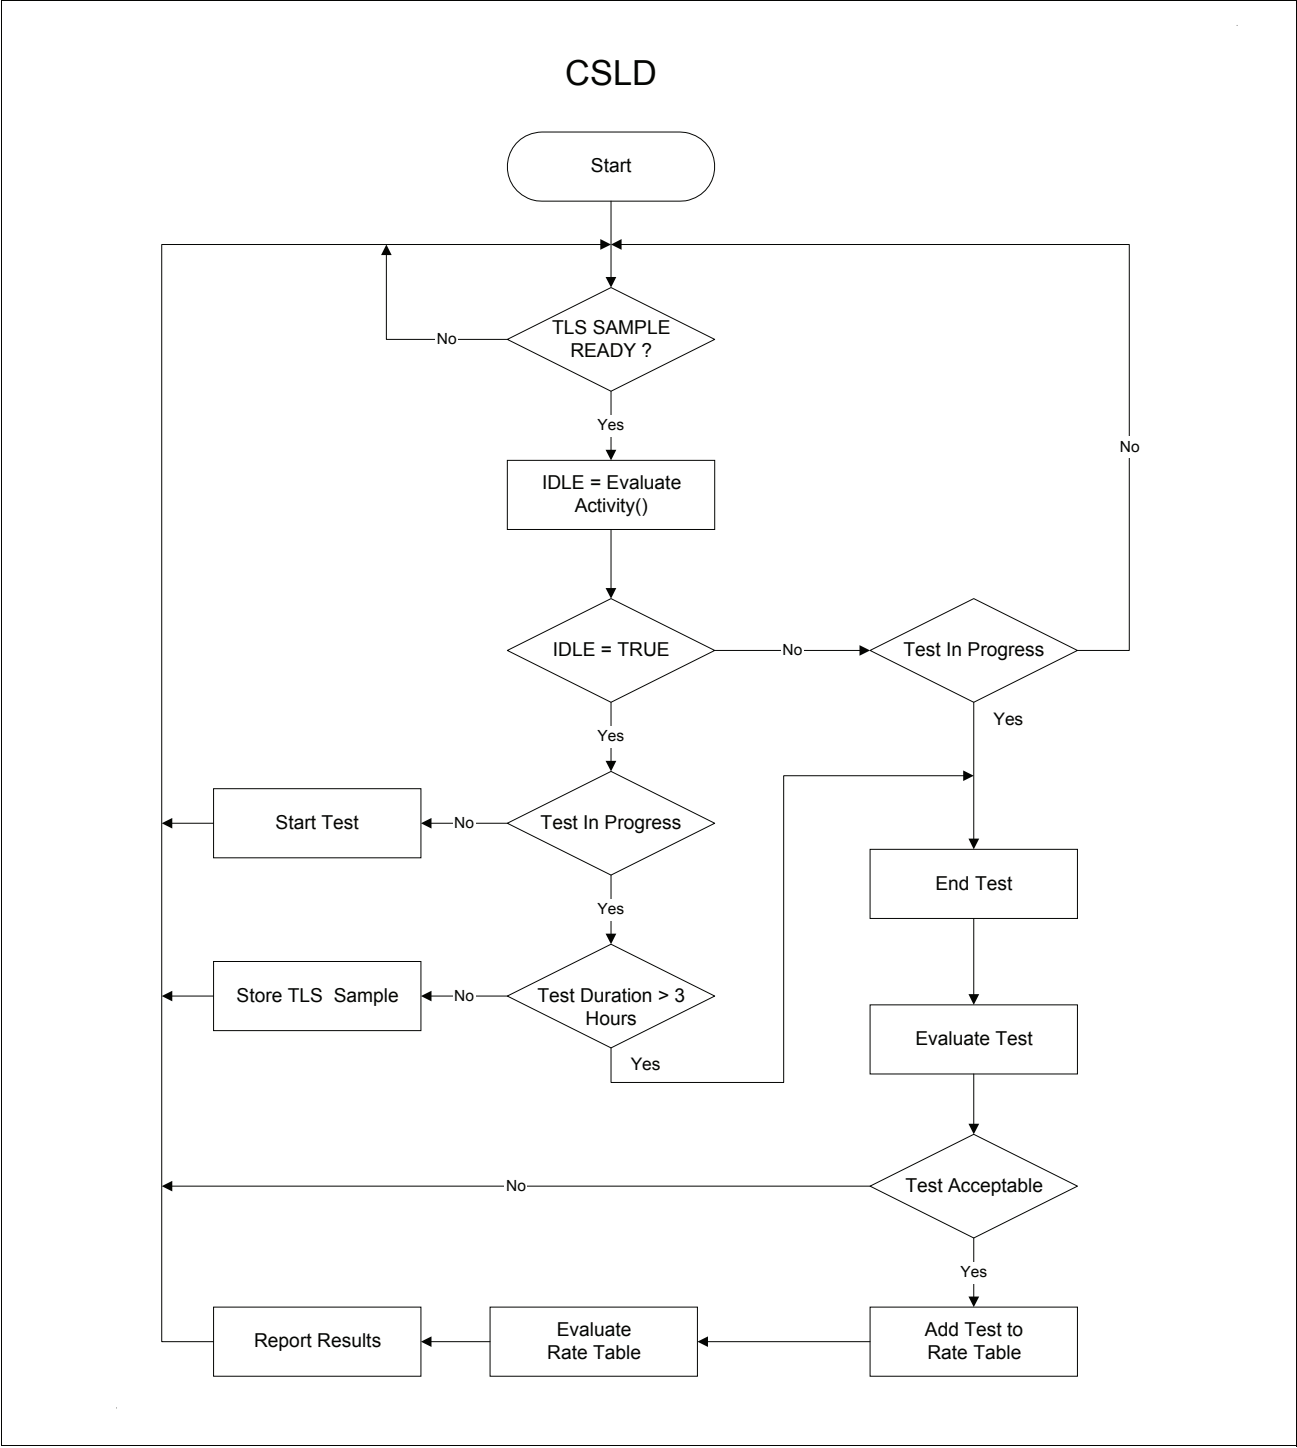 CSLD
Start
TLS SAMPLE
READY ?
No
Yes
No
IDLE = Evaluate
Activity()
IDLE = TRUE
No
Test In Progress
Yes
Yes
Start Test
No
Test In Progress
Yes
End Test
Store TLS Sample
No
Test Duration > 3
Hours
Yes
Evaluate Test
No
Test Acceptable
Yes
Report Results
Evaluate
Rate Table
Add Test to
Rate Table